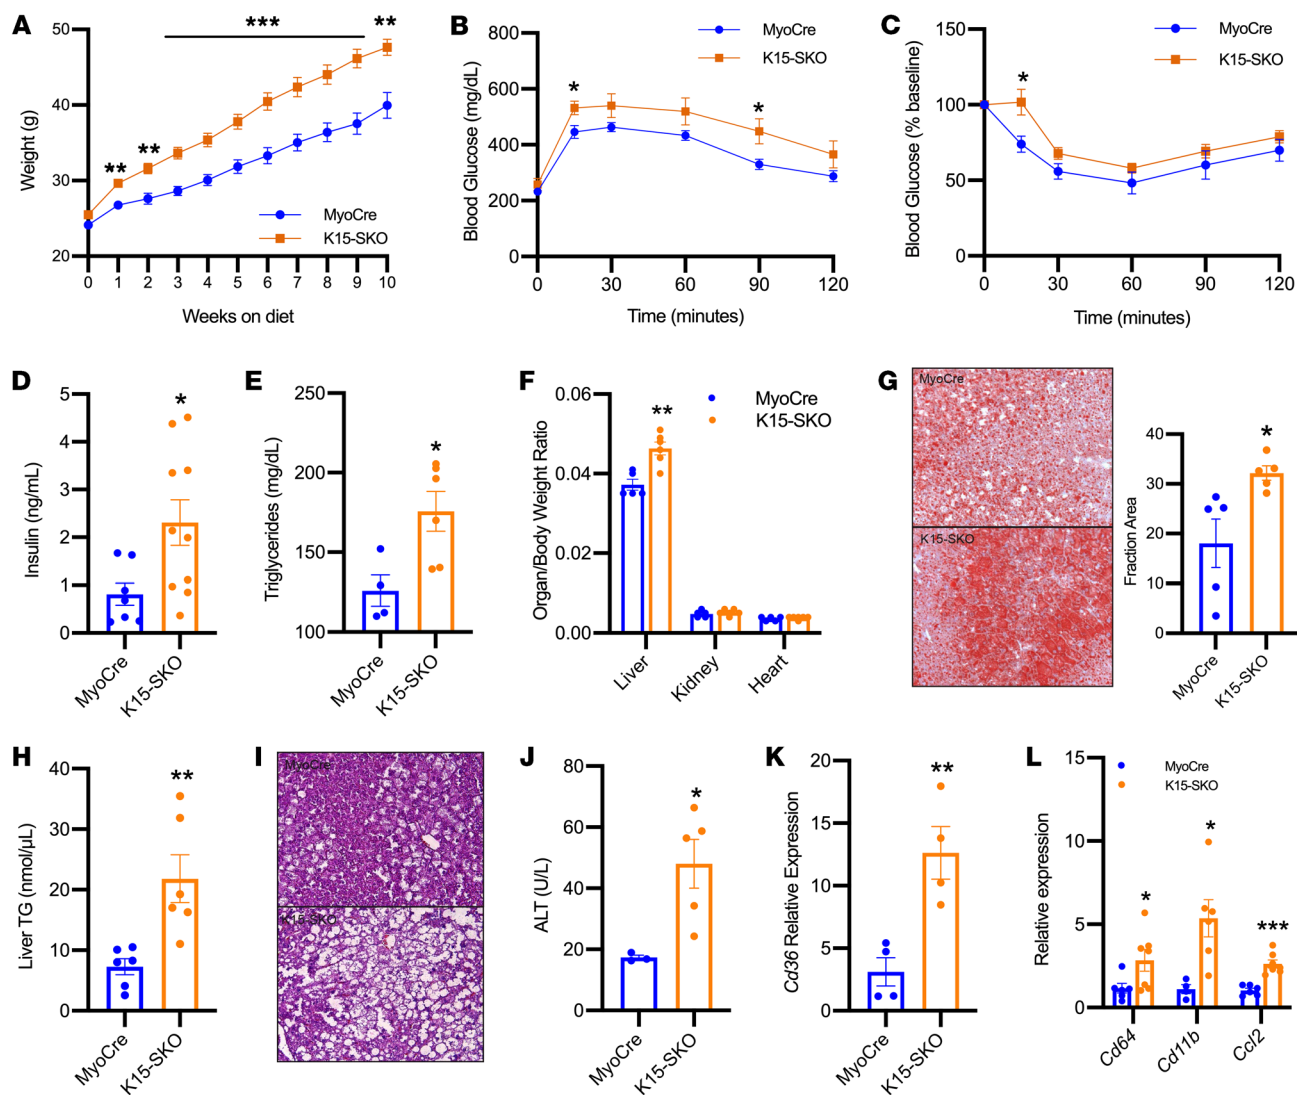 A
Weight (g)
50
40
30
20
**
**
***
**
MyoCre
K15-SKO
0 1 2 3 4 5 6 7 8 9 10
Weeks on diet
B
Blood Glucose (mg/dL)
800
600
400
200
0
*
*
MyoCre
K15-SKO
0 30 60 90 120
Time (minutes)
C
Blood Glucose (% baseline)
150
100
50
0
*
MyoCre
K15-SKO
0 30 60 90 120
Time (minutes)
D
Insulin (ng/mL)
5
4
3
2
1
0
*
MyoCre
K15-SKO
E
Triglycerides (mg/dL)
250
200
150
100
*
MyoCre
K15-SKO
F
Organ/Body Weight Ratio
0.06
0.04
0.02
0.00
**
MyoCre
K15-SKO
Liver
Kidney
Heart
G
MyoCre
K15-SKO
Fraction Area
40
30
20
10
0
*
MyoCre
K15-SKO
H
Liver TG (nmol/µL)
40
30
20
10
0
**
MyoCre
K15-SKO
I
MyoCre
K15-SKO
J
ALT (U/L)
80
60
40
20
0
*
MyoCre
K15-SKO
K
Cd36 Relative Expression
20
15
10
5
0
**
MyoCre
K15-SKO
L
Relative expression
15
10
5
0
MyoCre
K15-SKO
*
*
***
Cd64
Cd11b
Ccl2